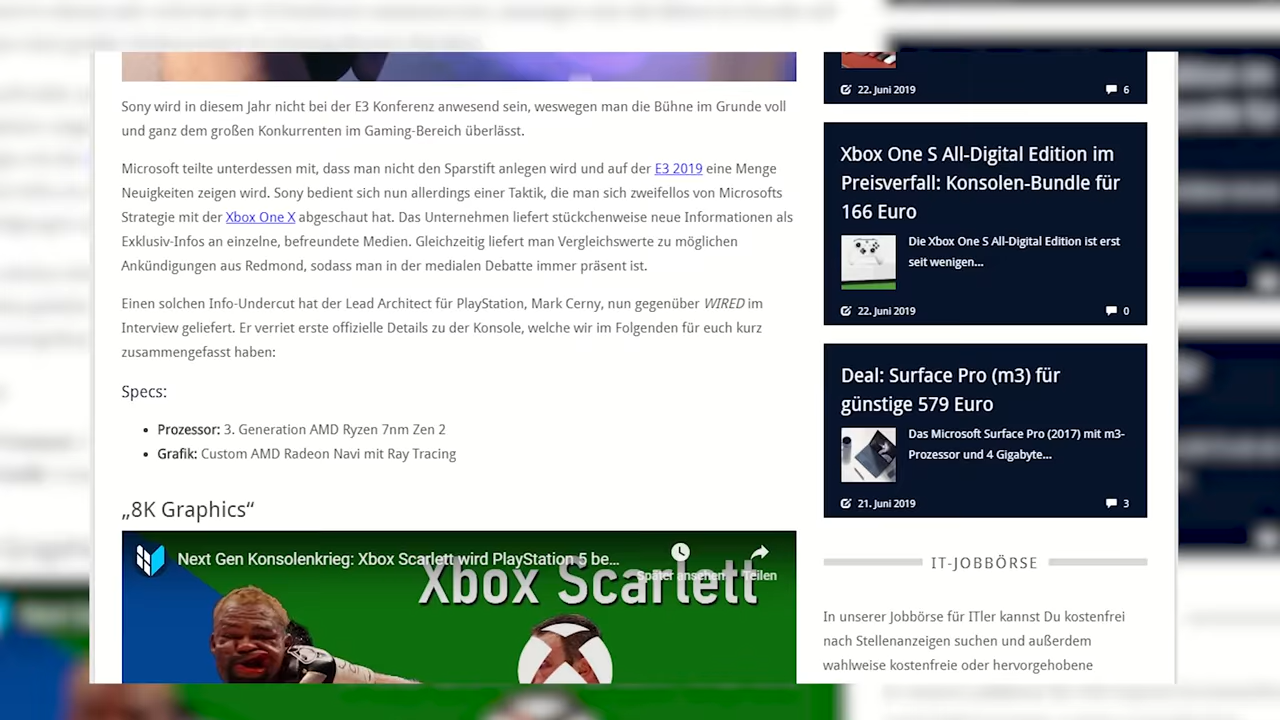 Sony wird in diesem Jahr nicht bei der E3 Konferenz anwesend sein, weswegen man die Bühne im Grunde voll
und ganz dem großen Konkurrenten im Gaming-Bereich überlässt.
Microsoft teilte unterdessen mit, dass man nicht den Sparstift anlegen wird und auf der E3 2019 eine Menge
Neuigkeiten zeigen wird. Sony bedient sich nun allerdings einer Taktik, die man sich zweifellos von Microsofts
Strategie mit der Xbox One X abgeschaut hat. Das Unternehmen liefert stückchenweise neue Informationen als
Exklusiv-Infos an einzelne, befreundete Medien. Gleichzeitig liefert man Vergleichswerte zu möglichen
Ankündigungen aus Redmond, sodass man in der medialen Debatte immer präsent ist.
Einen solchen Info-Undercut hat der Lead Architect für PlayStation, Mark Cerny, nun gegenüber WIRED im
Interview geliefert. Er verriet erste offizielle Details zu der Konsole, welche wir im Folgenden für euch kurz
zusammengefasst haben:
Specs:
• Prozessor: 3. Generation AMD Ryzen 7nm Zen 2
• Grafik: Custom AMD Radeon Navi mit Ray Tracing
„8K Graphics“
Next Gen Konsolenkrieg: Xbox Scarlett wird PlayStation 5 be...
Später ansehen
Teilen
Xbox Scarlett
22. Juni 2019
6
Xbox One S All-Digital Edition im
Preisverfall: Konsolen-Bundle für
166 Euro
Die Xbox One S All-Digital Edition ist erst
seit wenigen...
22. Juni 2019
0
Deal: Surface Pro (m3) für
günstige 579 Euro
Das Microsoft Surface Pro (2017) mit m3-
Prozessor und 4 Gigabyte...
21. Juni 2019
3
IT-JOBBÖRSE
In unserer Jobbörse für ITler kannst Du kostenfrei
nach Stellenanzeigen suchen und außerdem
wahlweise kostenfreie oder hervorgehobene